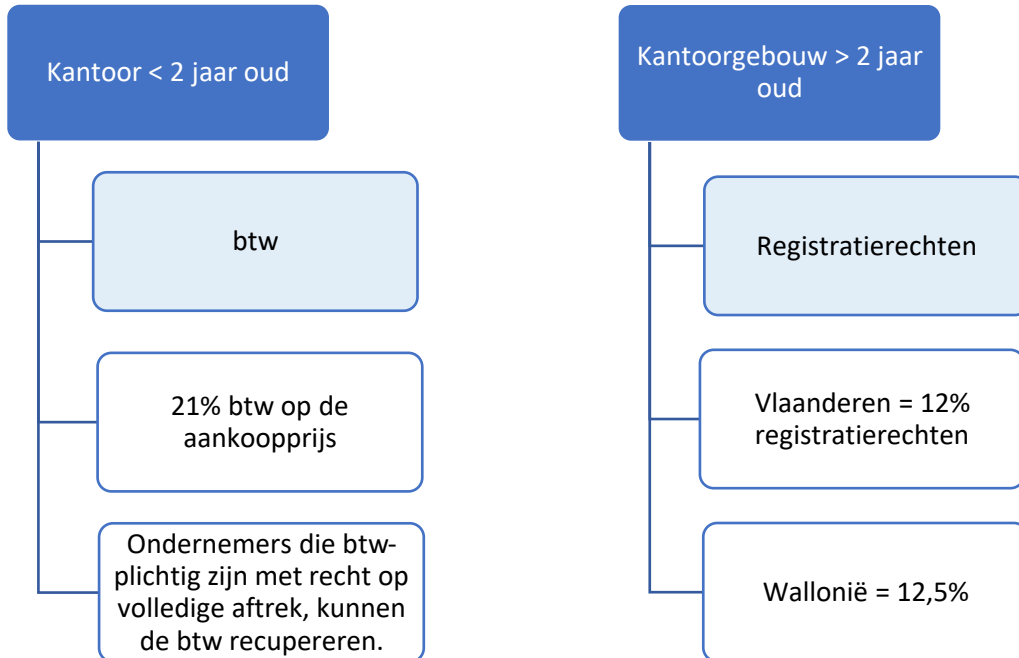 Kantoor < 2 jaar oud
btw
21% btw op de
aankoopprijs
Ondernemers die btw-
plichtig zijn met recht op
volledige aftrek, kunnen
de btw recupereren.
Kantoorgebouw > 2 jaar
oud
Registratierechten
Vlaanderen = 12%
registratierechten
Wallonië = 12,5%